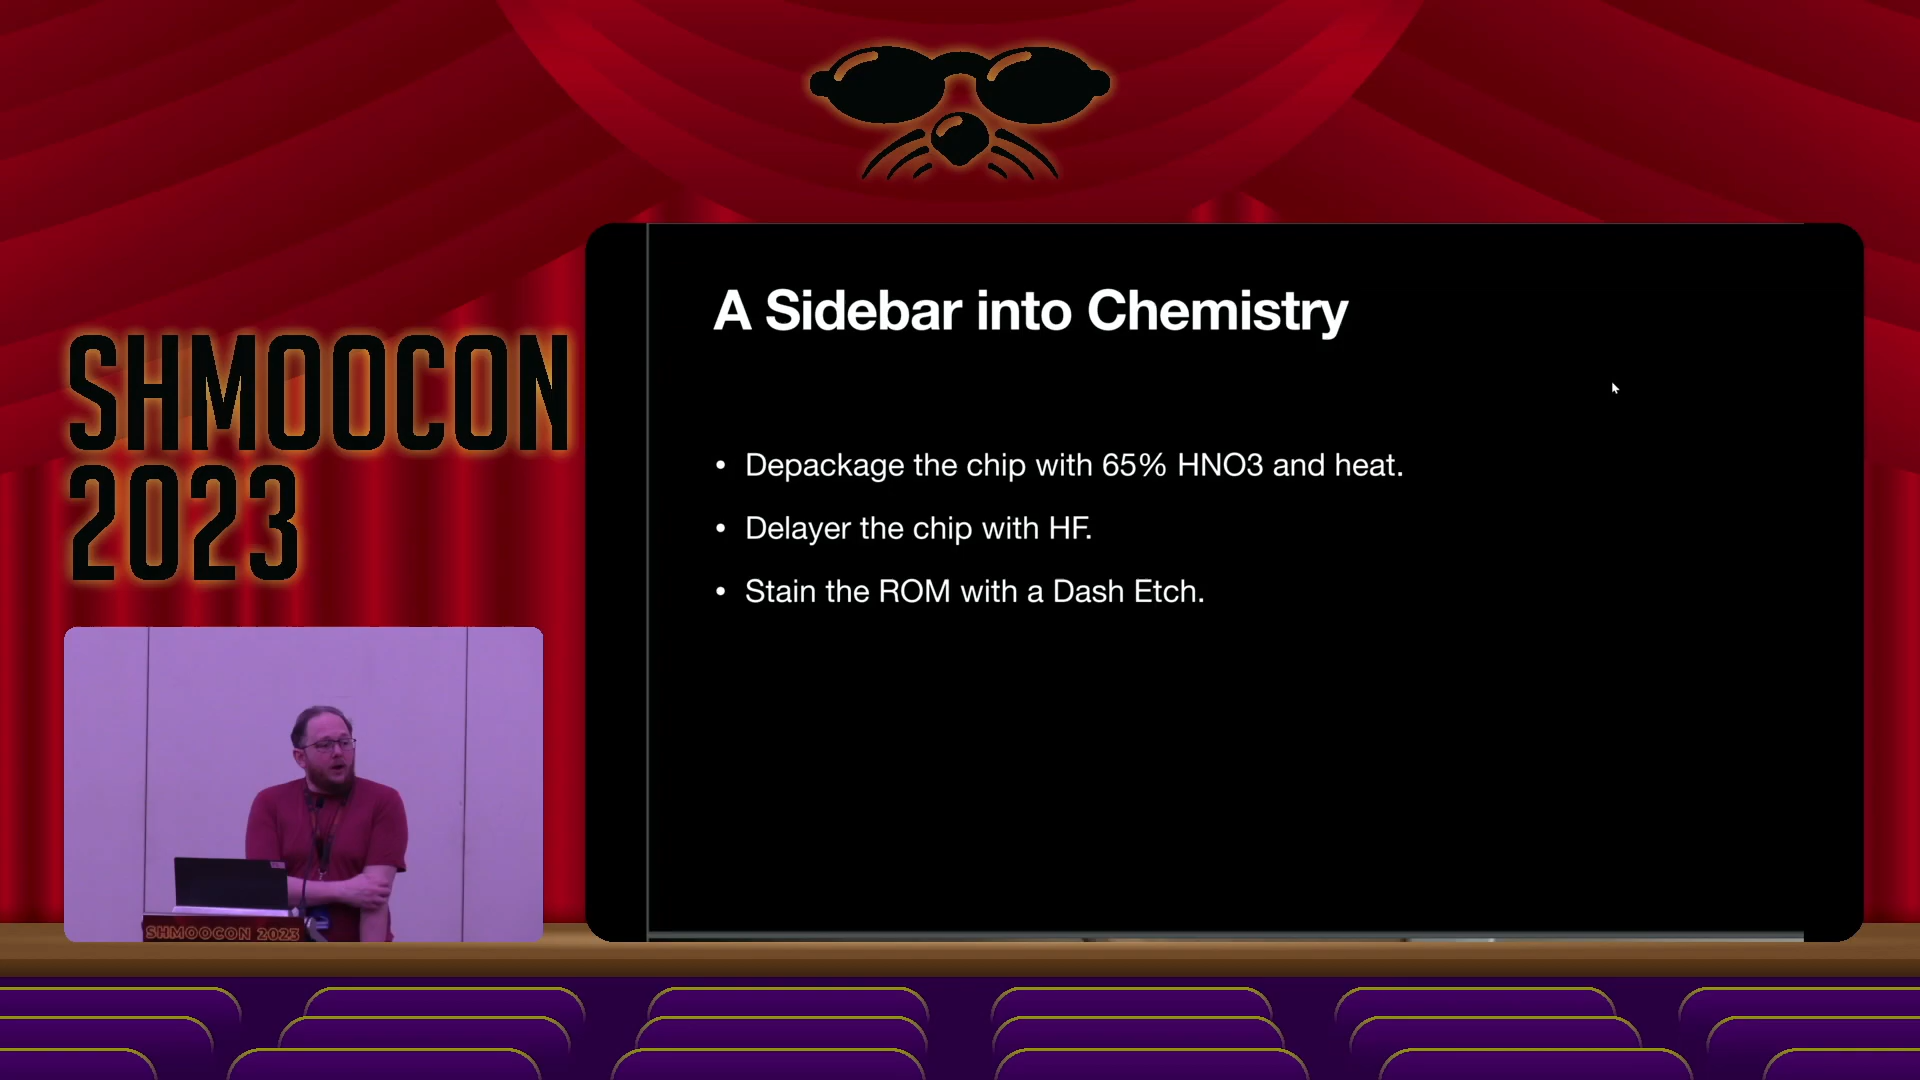 SHMOOCON
2023
A Sidebar into Chemistry
• Depackage the chip with 65% HNO3 and heat.
• Delayer the chip with HF.
• Stain the ROM with a Dash Etch.
SHMOOCON 2023